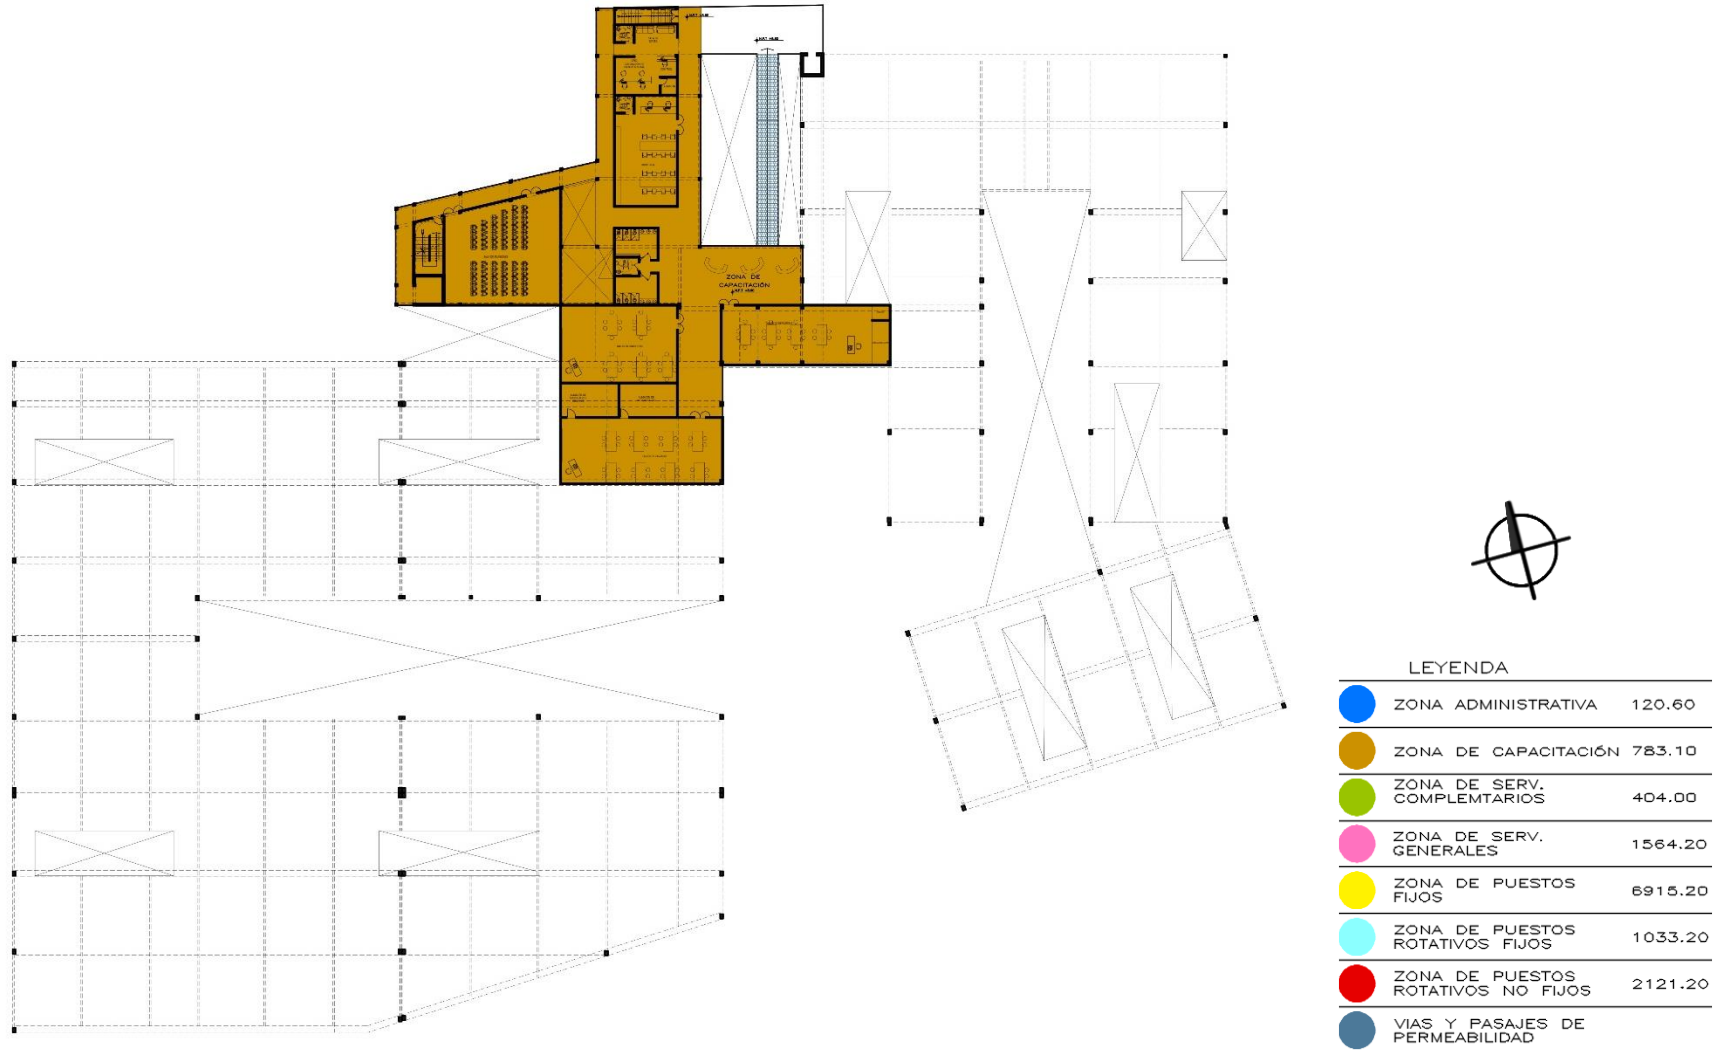 ZONA DE
CAPACITACIÓN
LEYENDA
ZONA ADMINISTRATIVA 120.60
ZONA DE CAPACITACIÓN 783.10
ZONA DE SERV.
COMPLEMTARIOS 404.00
ZONA DE SERV.
GENERALES 1564.20
ZONA DE PUESTOS
FIJOS 6915.20
ZONA DE PUESTOS
ROTATIVOS FIJOS 1033.20
ZONA DE PUESTOS
ROTATIVOS NO FIJOS 2121.20
VIAS Y PASAJES DE
PERMEABILIDAD